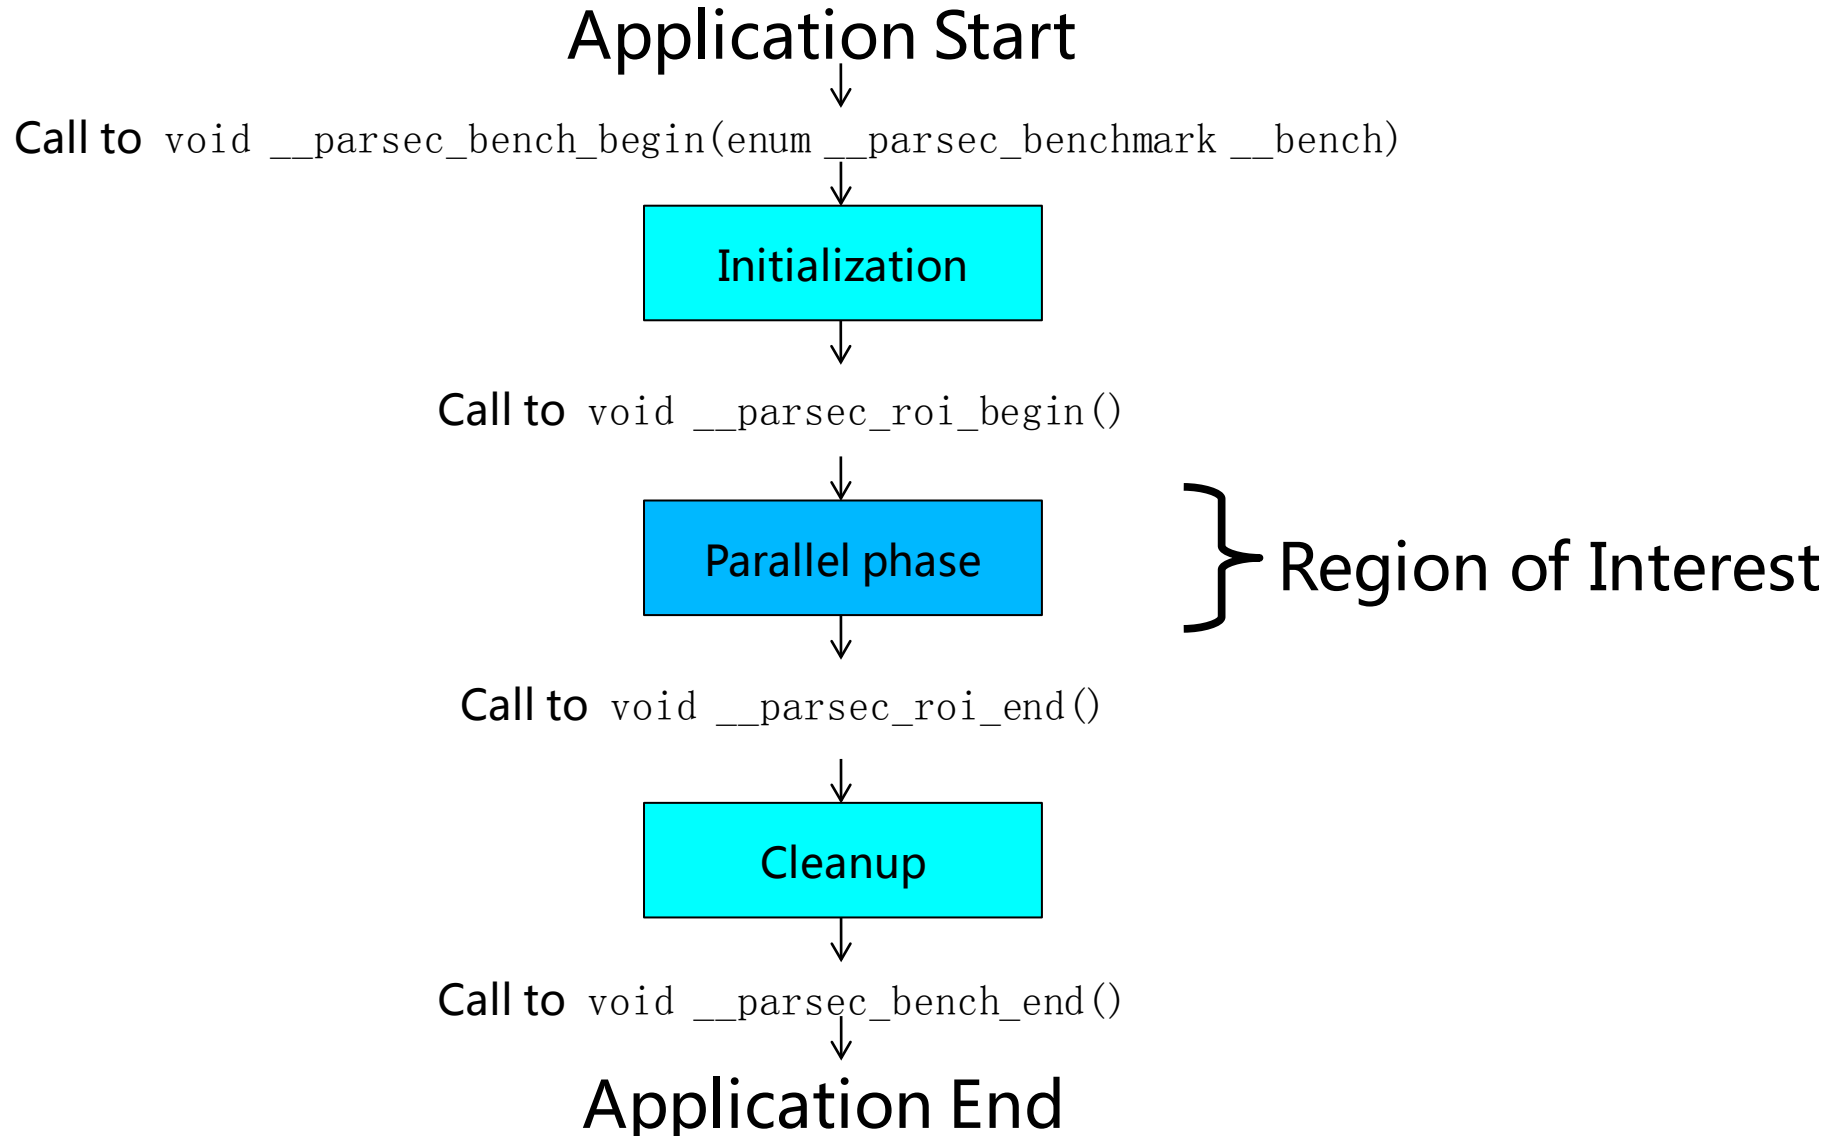 Application Start
Call to void __parsec_bench_begin(enum __parsec_benchmark __bench)
Initialization
Call to void __parsec_roi_begin()
Parallel phase
Region of Interest
Call to void __parsec_roi_end()
Cleanup
Call to void __parsec_bench_end()
Application End